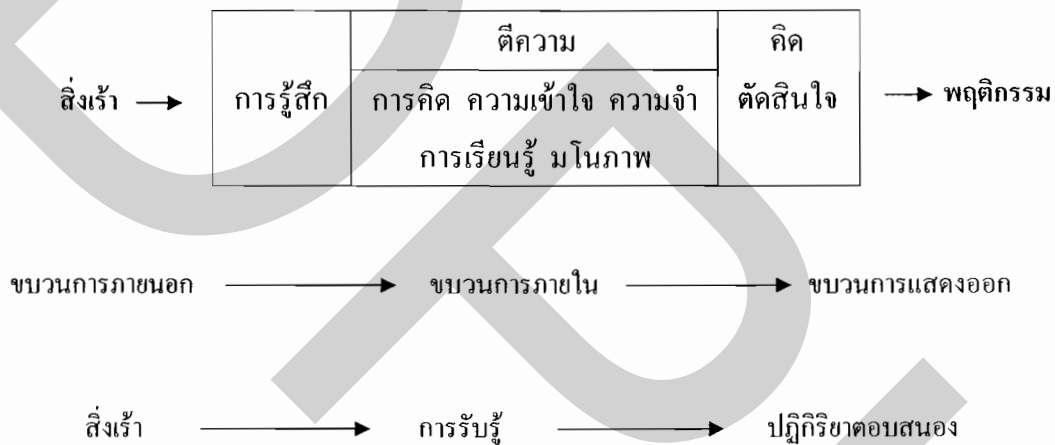 ตีความ คิด
สิ่งเร้า → การรู้สึก การคิด ความเข้าใจ ความจำ ตัดสินใจ → พฤติกรรม
การเรียนรู้ มโนภาพ
ขบวนการภายนอก → ขบวนการภายใน → ขบวนการแสดงออก
สิ่งเร้า → การรับรู้ → ปฏิกิริยาตอบสนอง